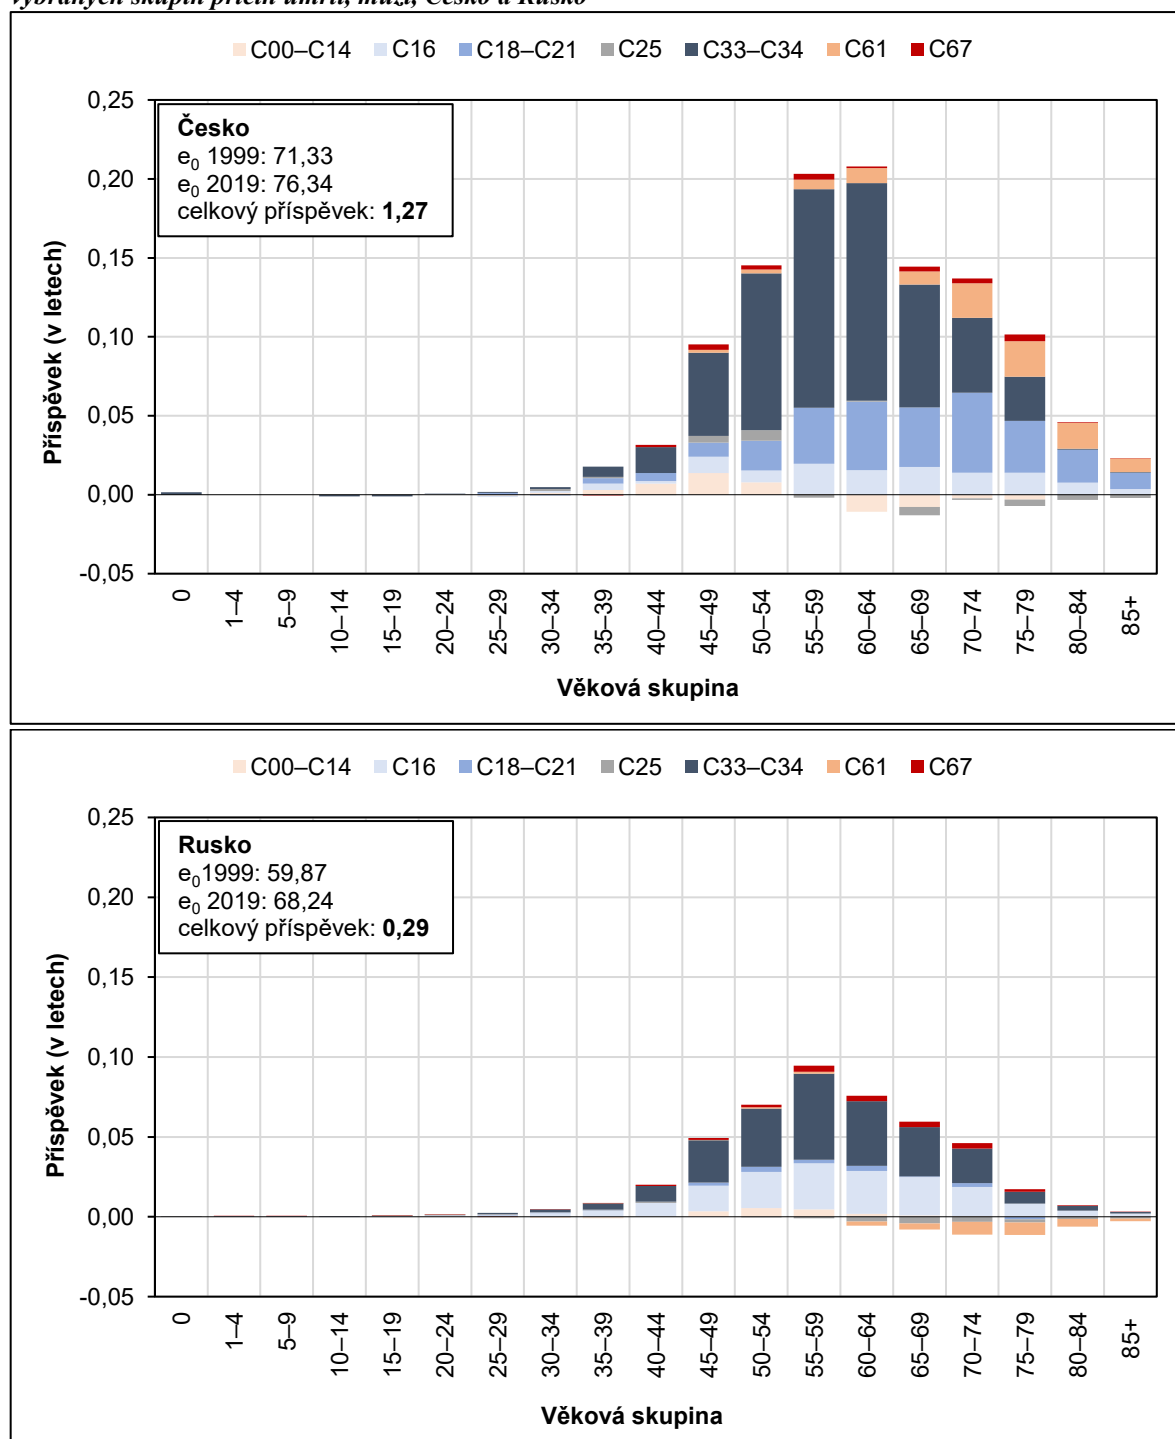 vybraných skupin příčin úmrtí, muži, Česko a Rusko
C00–C14 C16 C18–C21 C25 C33–C34 C61 C67
0,25
0,20
0,15
0,10
0,05
0,00
-0,05
Příspěvek (v letech)
Česko
e0 1999: 71,33
e0 2019: 76,34
celkový příspěvek: 1,27
0 1–4 5–9 10–14 15–19 20–24 25–29 30–34 35–39 40–44 45–49 50–54 55–59 60–64 65–69 70–74 75–79 80–84 85+
Věková skupina
C00–C14 C16 C18–C21 C25 C33–C34 C61 C67
0,25
0,20
0,15
0,10
0,05
0,00
-0,05
Příspěvek (v letech)
Rusko
e01999: 59,87
e0 2019: 68,24
celkový příspěvek: 0,29
0 1–4 5–9 10–14 15–19 20–24 25–29 30–34 35–39 40–44 45–49 50–54 55–59 60–64 65–69 70–74 75–79 80–84 85+
Věková skupina